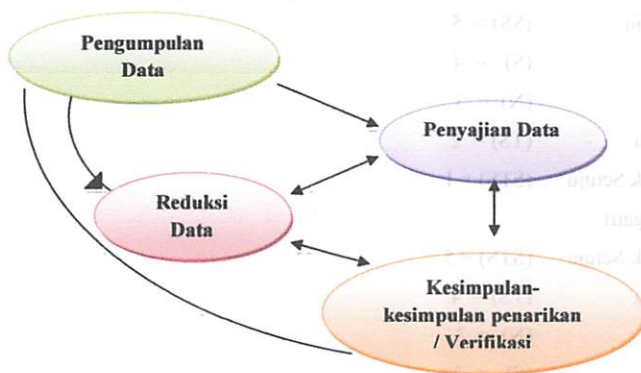 Pengumpulan
Data
Penyajian Data
Reduksi
Data
Kesimpulan-
kesimpulan penarikan
/ Verifikasi